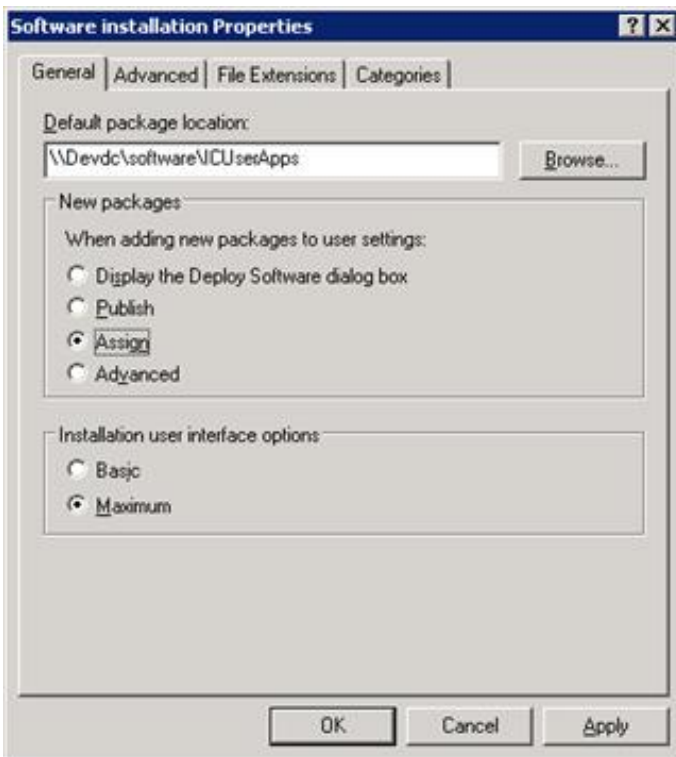 Software installation Properties
General Advanced File Extensions Categories
Default package location:
\\Devdc\software\ICUserApps Browse...
New packages
When adding new packages to user settings:
Display the Deploy Software dialog box
Publish
Assign
Advanced
Installation user interface options
Basic
Maximum
OK Cancel Apply